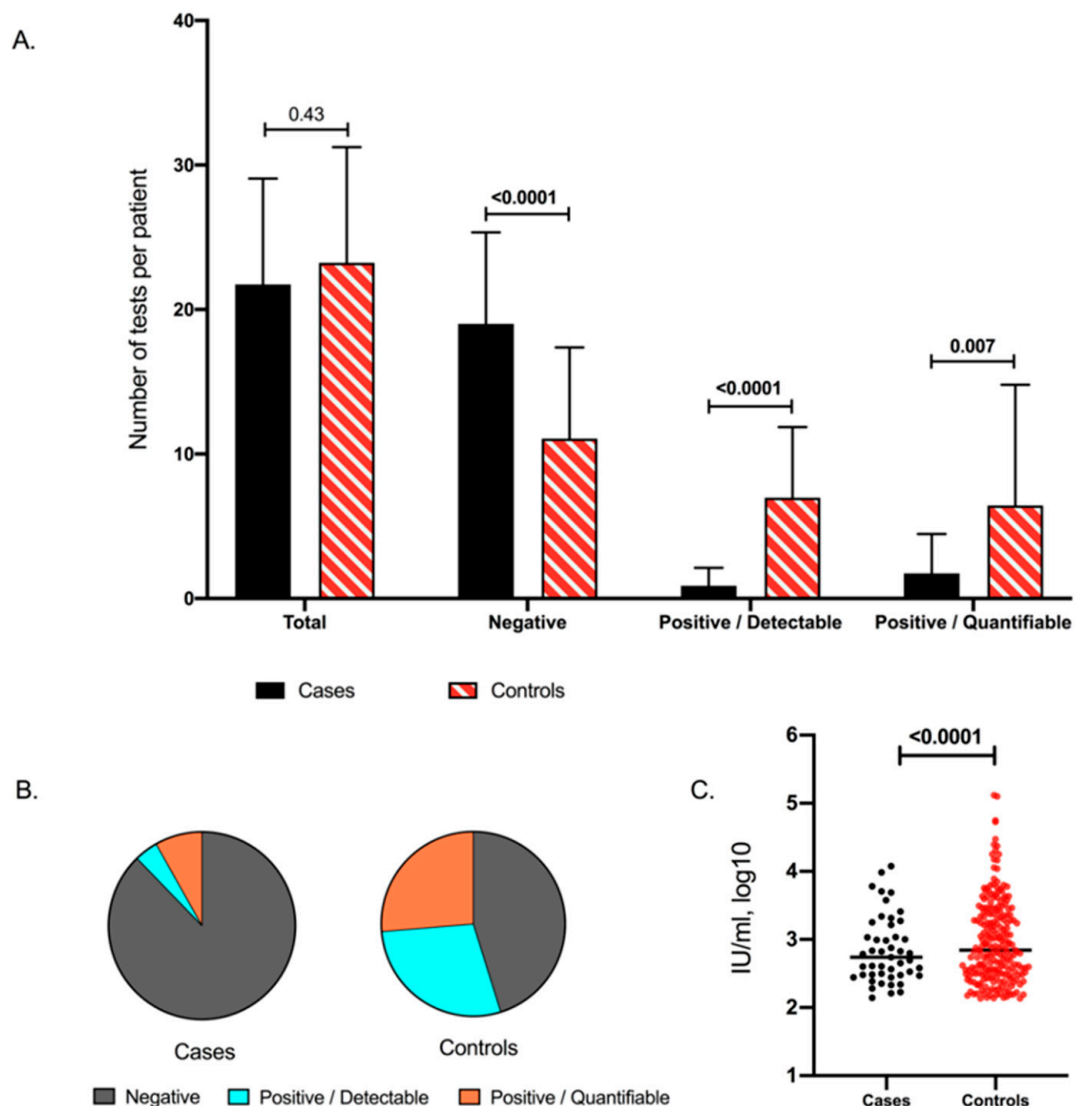 A.
Number of tests per patient
40
30
20
10
0
0.43
<0.0001
<0.0001
0.007
Total
Negative
Positive / Detectable
Positive / Quantifiable
Cases
Controls
B.
Cases
Controls
Negative
Positive / Detectable
Positive / Quantifiable
C.
IU/ml, log10
6
5
4
3
2
1
<0.0001
Cases
Controls